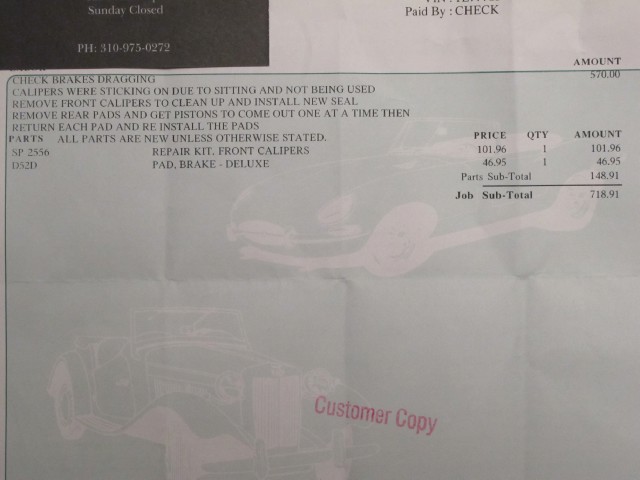 Sunday Closed
PH: 310-975-0272
Paid By : CHECK
AMOUNT
CHECK BRAKES DRAGGING 570.00
CALIPERS WERE STICKING ON DUE TO SITTING AND NOT BEING USED
REMOVE FRONT CALIPERS TO CLEAN UP AND INSTALL NEW SEAL
REMOVE REAR PADS AND GET PISTONS TO COME OUT ONE AT A TIME THEN
RETURN EACH PAD AND RE INSTALL THE PADS
PARTS ALL PARTS ARE NEW UNLESS OTHERWISE STATED. PRICE QTY AMOUNT
SP 2556 REPAIR KIT, FRONT CALIPERS 101.96 1 101.96
D52D PAD, BRAKE - DELUXE 46.95 1 46.95
Parts Sub-Total 148.91
Job Sub-Total 718.91
Customer Copy